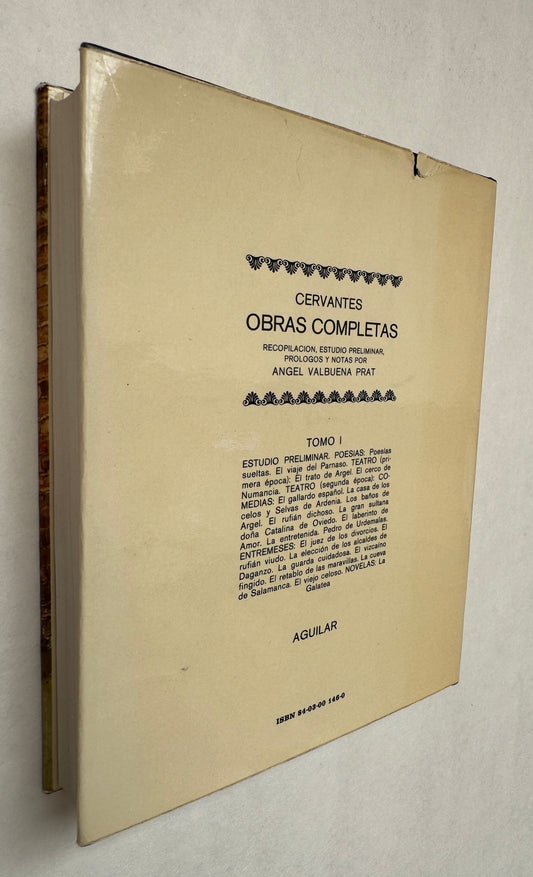 CERVANTES
OBRAS COMPLETAS
RECOPILACION, ESTUDIO PRELIMINAR,
PROLOGOS Y NOTAS POR
ANGEL VALBUENA PRAT
TOMO I
ESTUDIO PRELIMINAR. POESIAS: Poesías
sueltas. El viaje del Parnaso. TEATRO (pri-
mera época): El trato de Argel. El cerco de
Numancia. TEATRO (segunda época): CO-
MEDIAS: El gallardo español. La casa de los
celos y Selvas de Ardenia. Los baños de
Argel. El rufián dichoso. La gran sultana
doña Catalina de Oviedo. El laberinto de
Amor. La entretenida. Pedro de Urdemalas.
ENTREMESES: El juez de los divorcios. El
rufián viudo. La elección de los alcaldes de
Daganzo. La guarda cuidadosa. El vizcaíno
fingido. El retablo de las maravillas. La cueva
de Salamanca. El viejo celoso. NOVELAS: La
Galatea
AGUILAR
ISBN 84-03-00 146-0